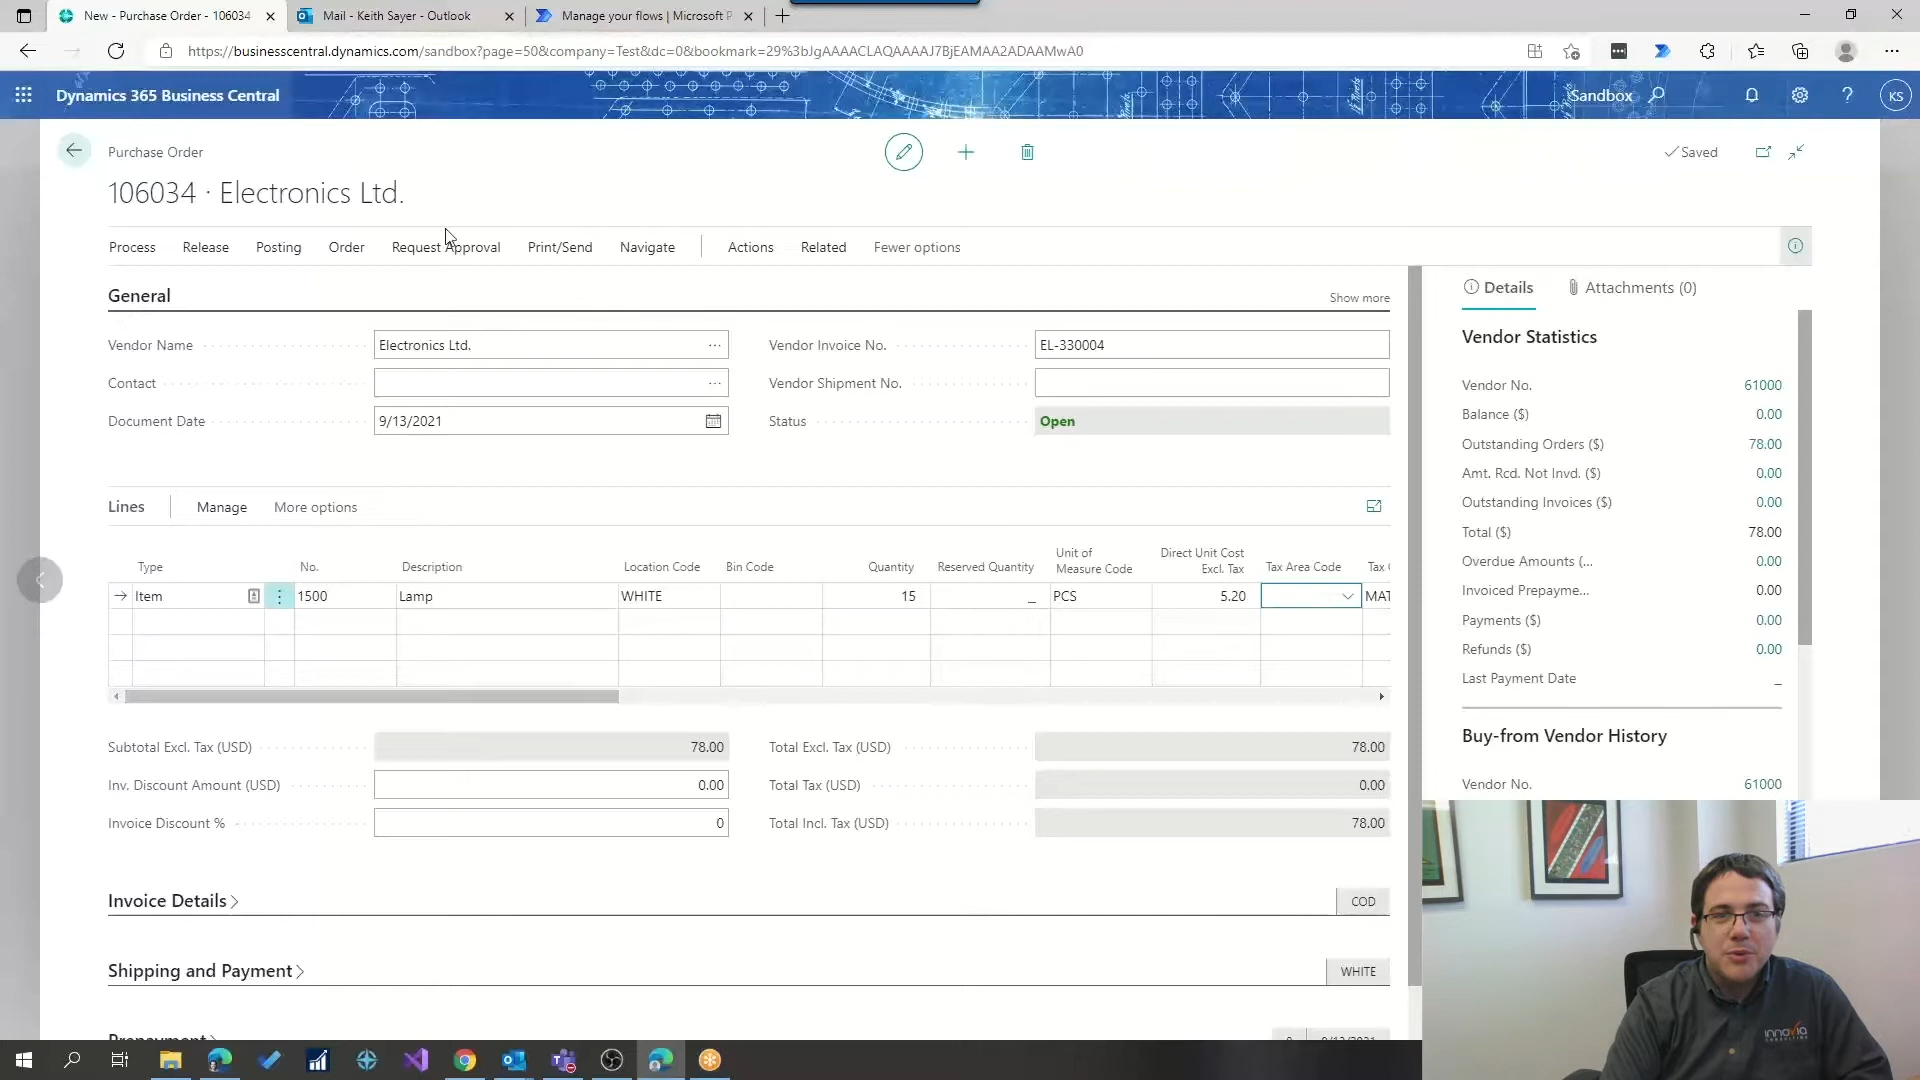 New - Purchase Order - 106034
Mail - Keith Sayer - Outlook
Manage your flows | Microsoft P
https://businesscentral.dynamics.com/sandbox?page=50&company=Test&dc=0&bookmark=29%3bJgAAAACLAQAAAAJ7BjEAMAA2ADAAMwA0
Dynamics 365 Business Central
Sandbox
KS
Purchase Order
Saved
106034 · Electronics Ltd.
Process Release Posting Order Request Approval Print/Send Navigate Actions Related Fewer options
General
Show more
Details
Attachments (0)
Vendor Name
Electronics Ltd.
Vendor Invoice No.
EL-330004
Contact
Vendor Shipment No.
Document Date
9/13/2021
Status
Open
Lines Manage More options
Type No. Description Location Code Bin Code Quantity Reserved Quantity Unit of Measure Code Direct Unit Cost Excl. Tax Tax Area Code Tax
Item 1500 Lamp WHITE 15 _ PCS 5.20 MAT
Subtotal Excl. Tax (USD) 78.00
Total Excl. Tax (USD) 78.00
Inv. Discount Amount (USD) 0.00
Total Tax (USD) 0.00
Invoice Discount % 0
Total Incl. Tax (USD) 78.00
Invoice Details
COD
Shipping and Payment
WHITE
Vendor Statistics
Vendor No. 61000
Balance ($) 0.00
Outstanding Orders ($) 78.00
Amt. Rcd. Not Invd. ($) 0.00
Outstanding Invoices ($) 0.00
Total ($) 78.00
Overdue Amounts (... 0.00
Invoiced Prepayme... 0.00
Payments ($) 0.00
Refunds ($) 0.00
Last Payment Date _
Buy-from Vendor History
Vendor No. 61000
innovia
CONSULTING